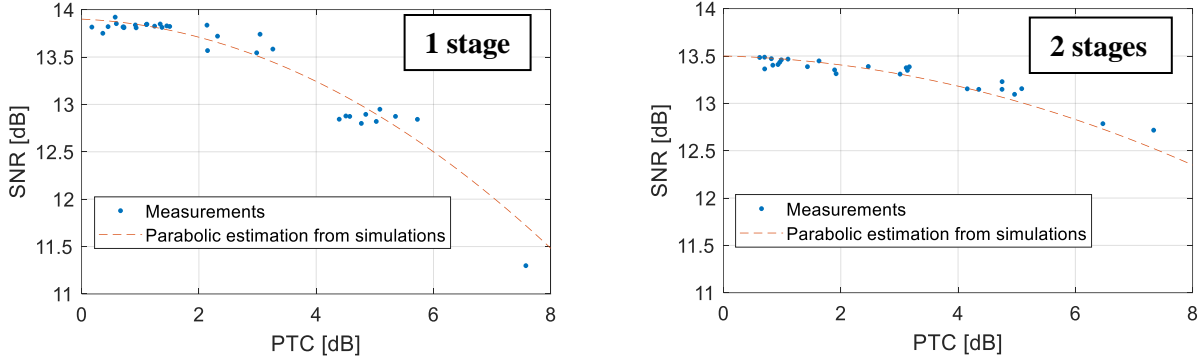 14
13.5
13
12.5
12
11.5
11
SNR [dB]
1 stage
Measurements
Parabolic estimation from simulations
0 2 4 6 8
PTC [dB]
14
13.5
13
12.5
12
11.5
11
SNR [dB]
2 stages
Measurements
Parabolic estimation from simulations
0 2 4 6 8
PTC [dB]